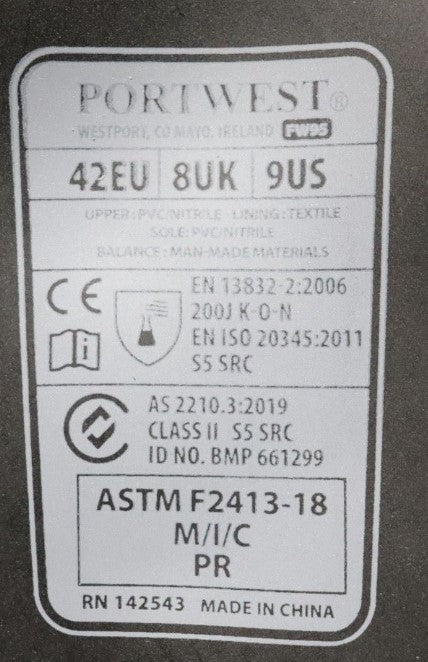 PORTWEST®
WESTPORT, CO MAYO, IRELAND FW95
42EU 8UK 9US
UPPER: PVC/NITRILE LINING: TEXTILE
SOLE: PVC/NITRILE
BALANCE: MAN-MADE MATERIALS
CE
i
EN 13832-2:2006
200J K-O-N
EN ISO 20345:2011
S5 SRC
AS 2210.3:2019
CLASS II S5 SRC
ID NO. BMP 661299
ASTM F2413-18
M/I/C
PR
RN 142543 MADE IN CHINA